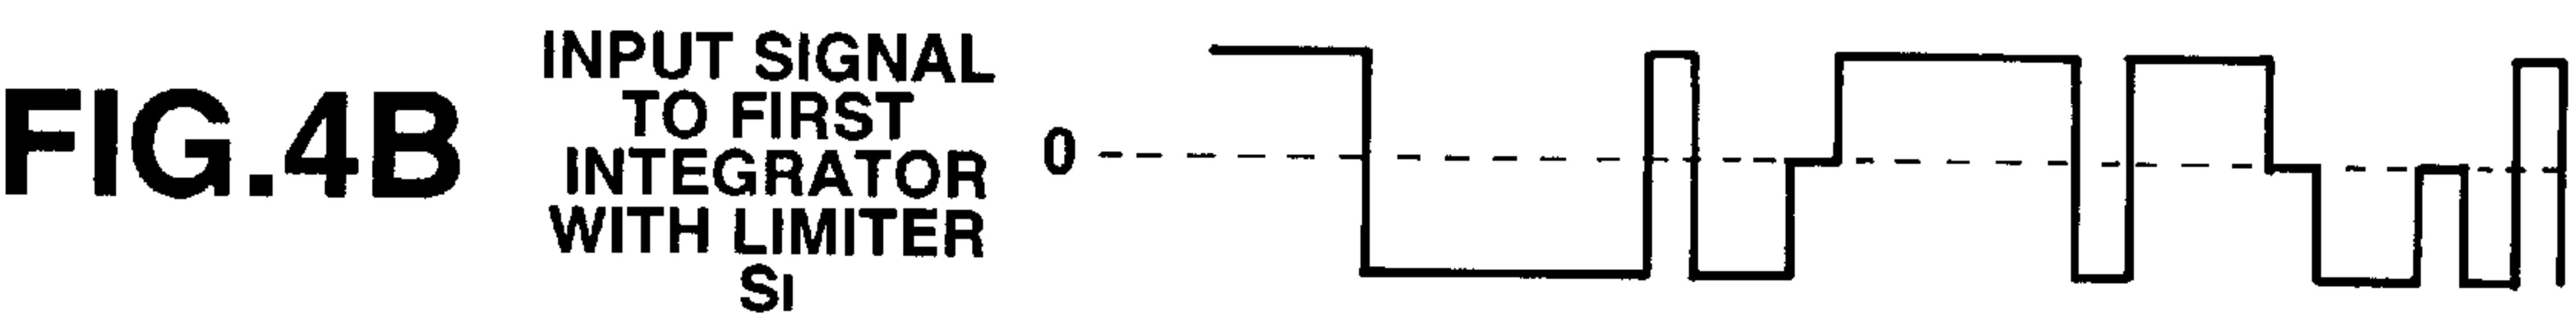 FIG.4B
INPUT SIGNAL
TO FIRST
INTEGRATOR
WITH LIMITER
SI
0